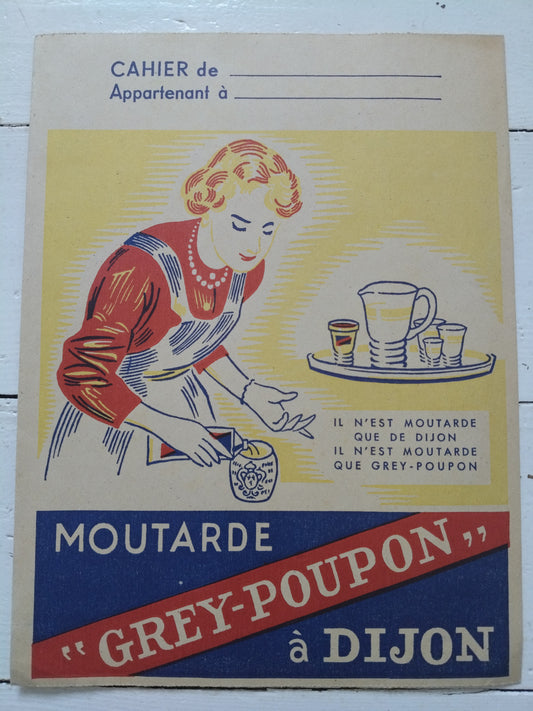 CAHIER de
Appartenant à
IL N'EST MOUTARDE
QUE DE DIJON
IL N'EST MOUTARDE
QUE GREY-POUPON
MOUTARDE
"GREY-POUPON"
à DIJON